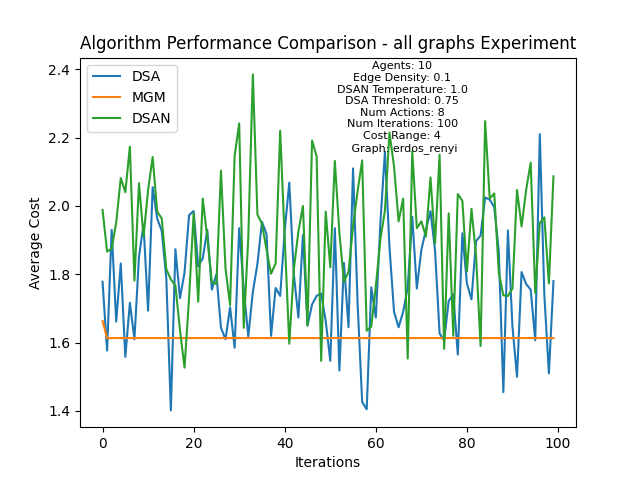 Algorithm Performance Comparison - all graphs Experiment
DSA
MGM
DSAN
Agents: 10
Edge Density: 0.1
DSAN Temperature: 1.0
DSA Threshold: 0.75
Num Actions: 8
Num Iterations: 100
Cost Range: 4
Graph: erdos_renyi
Average Cost
2.4
2.2
2.0
1.8
1.6
1.4
0 20 40 60 80 100
Iterations